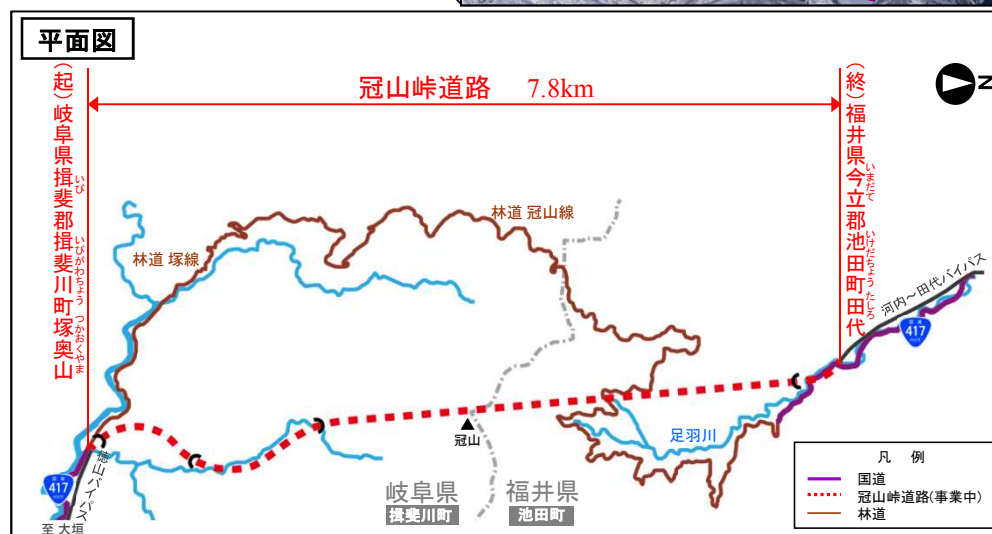 平面図
冠山峠道路 7.8km
(起)岐阜県揖斐郡揖斐川町塚奥山
いび
いびがわちょう つかおくやま
(終)福井県今立郡池田町田代
いまだて
いけだちょう たしろ
N
林道 塚線
林道 冠山線
河内~田代バイパス
国道
417
足羽川
冠山
徳山バイパス
国道
417
至 大垣
岐阜県
揖斐川町
福井県
池田町
凡 例
国道
冠山峠道路(事業中)
林道